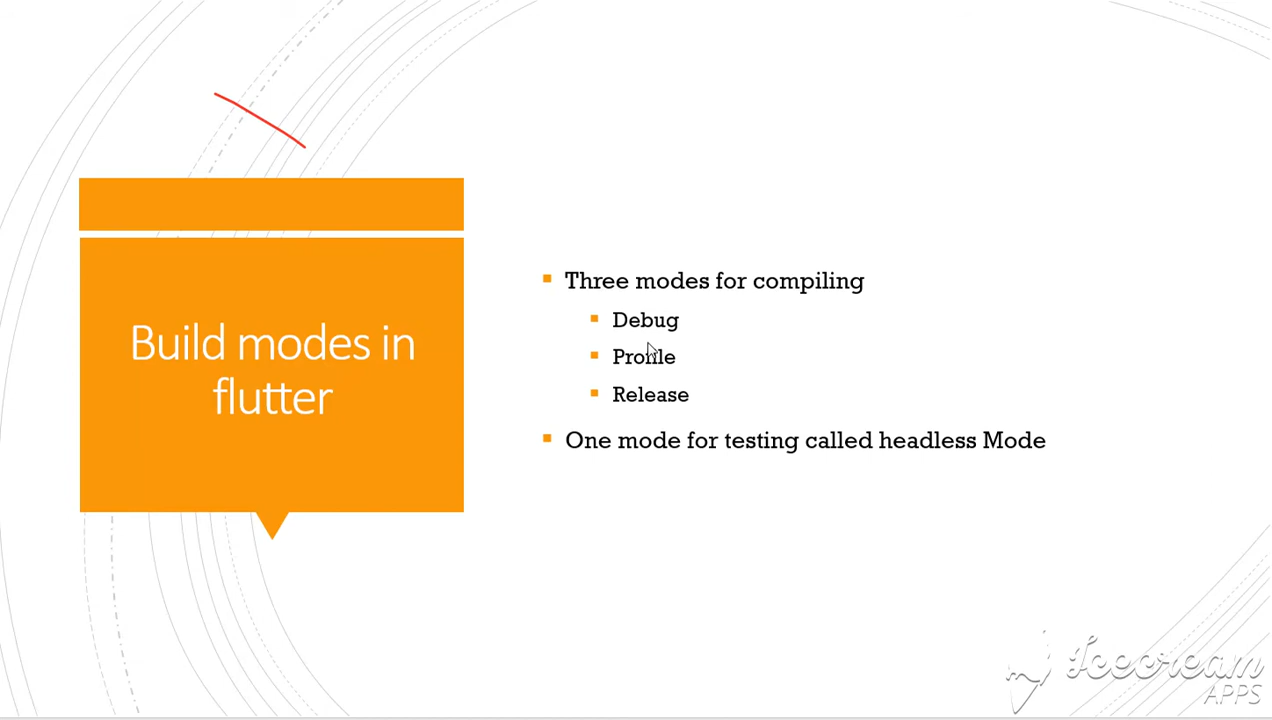 Build modes in
flutter
Three modes for compiling
Debug
Profile
Release
One mode for testing called headless Mode
Icecream
APPS